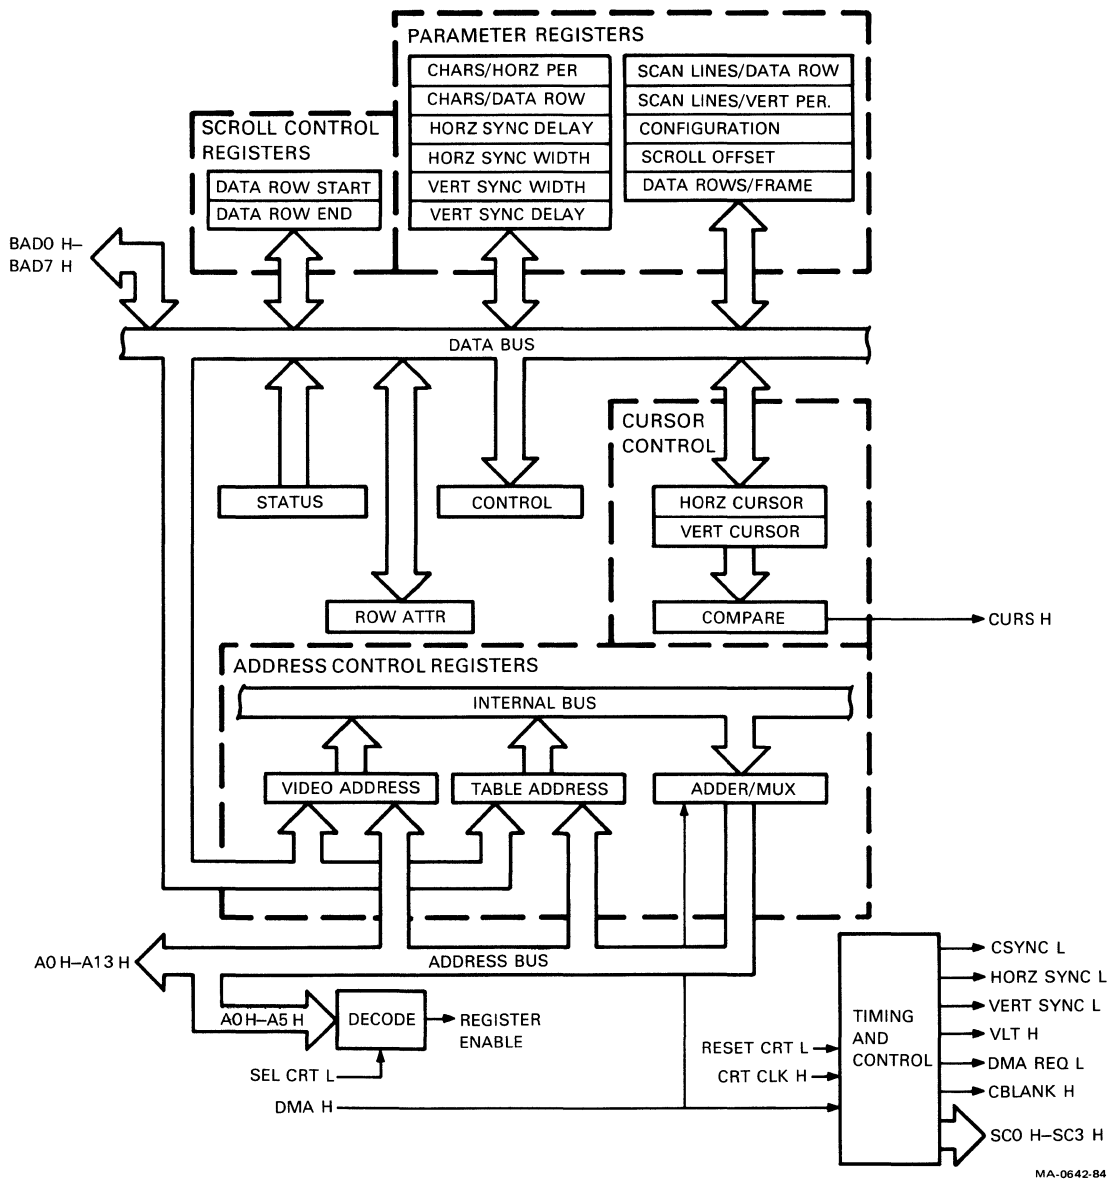 PARAMETER REGISTERS
CHARS/HORZ PER
CHARS/DATA ROW
HORZ SYNC DELAY
HORZ SYNC WIDTH
VERT SYNC WIDTH
VERT SYNC DELAY
SCAN LINES/DATA ROW
SCAN LINES/VERT PER.
CONFIGURATION
SCROLL OFFSET
DATA ROWS/FRAME
SCROLL CONTROL
REGISTERS
DATA ROW START
DATA ROW END
BAD0 H–
BAD7 H
DATA BUS
STATUS
CONTROL
ROW ATTR
CURSOR
CONTROL
HORZ CURSOR
VERT CURSOR
COMPARE
CURS H
ADDRESS CONTROL REGISTERS
INTERNAL BUS
VIDEO ADDRESS
TABLE ADDRESS
ADDER/MUX
A0 H–A13 H
ADDRESS BUS
A0 H–A5 H
DECODE
REGISTER
ENABLE
SEL CRT L
DMA H
RESET CRT L
CRT CLK H
TIMING
AND
CONTROL
CSYNC L
HORZ SYNC L
VERT SYNC L
VLT H
DMA REQ L
CBLANK H
SC0 H–SC3 H
MA-0642-84